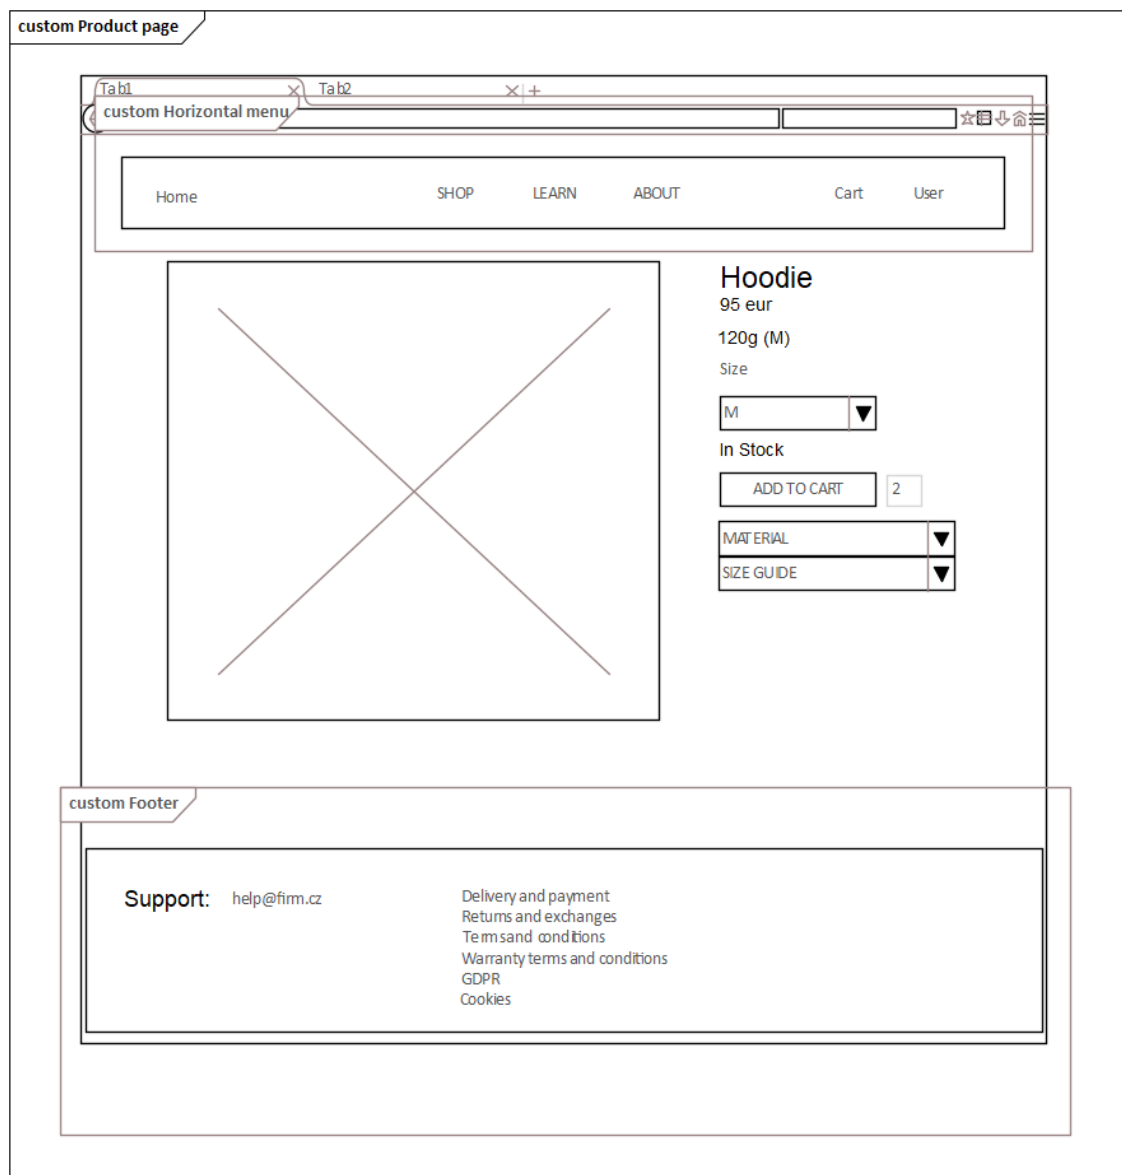 custom Product page
Tab1
Tab2
custom Horizontal menu
Home SHOP LEARN ABOUT Cart User
Hoodie
95 eur
120g (M)
Size
M
In Stock
ADD TO CART 2
MATERIAL
SIZE GUIDE
custom Footer
Support: help@firm.cz
Delivery and payment
Returns and exchanges
Terms and conditions
Warranty terms and conditions
GDPR
Cookies